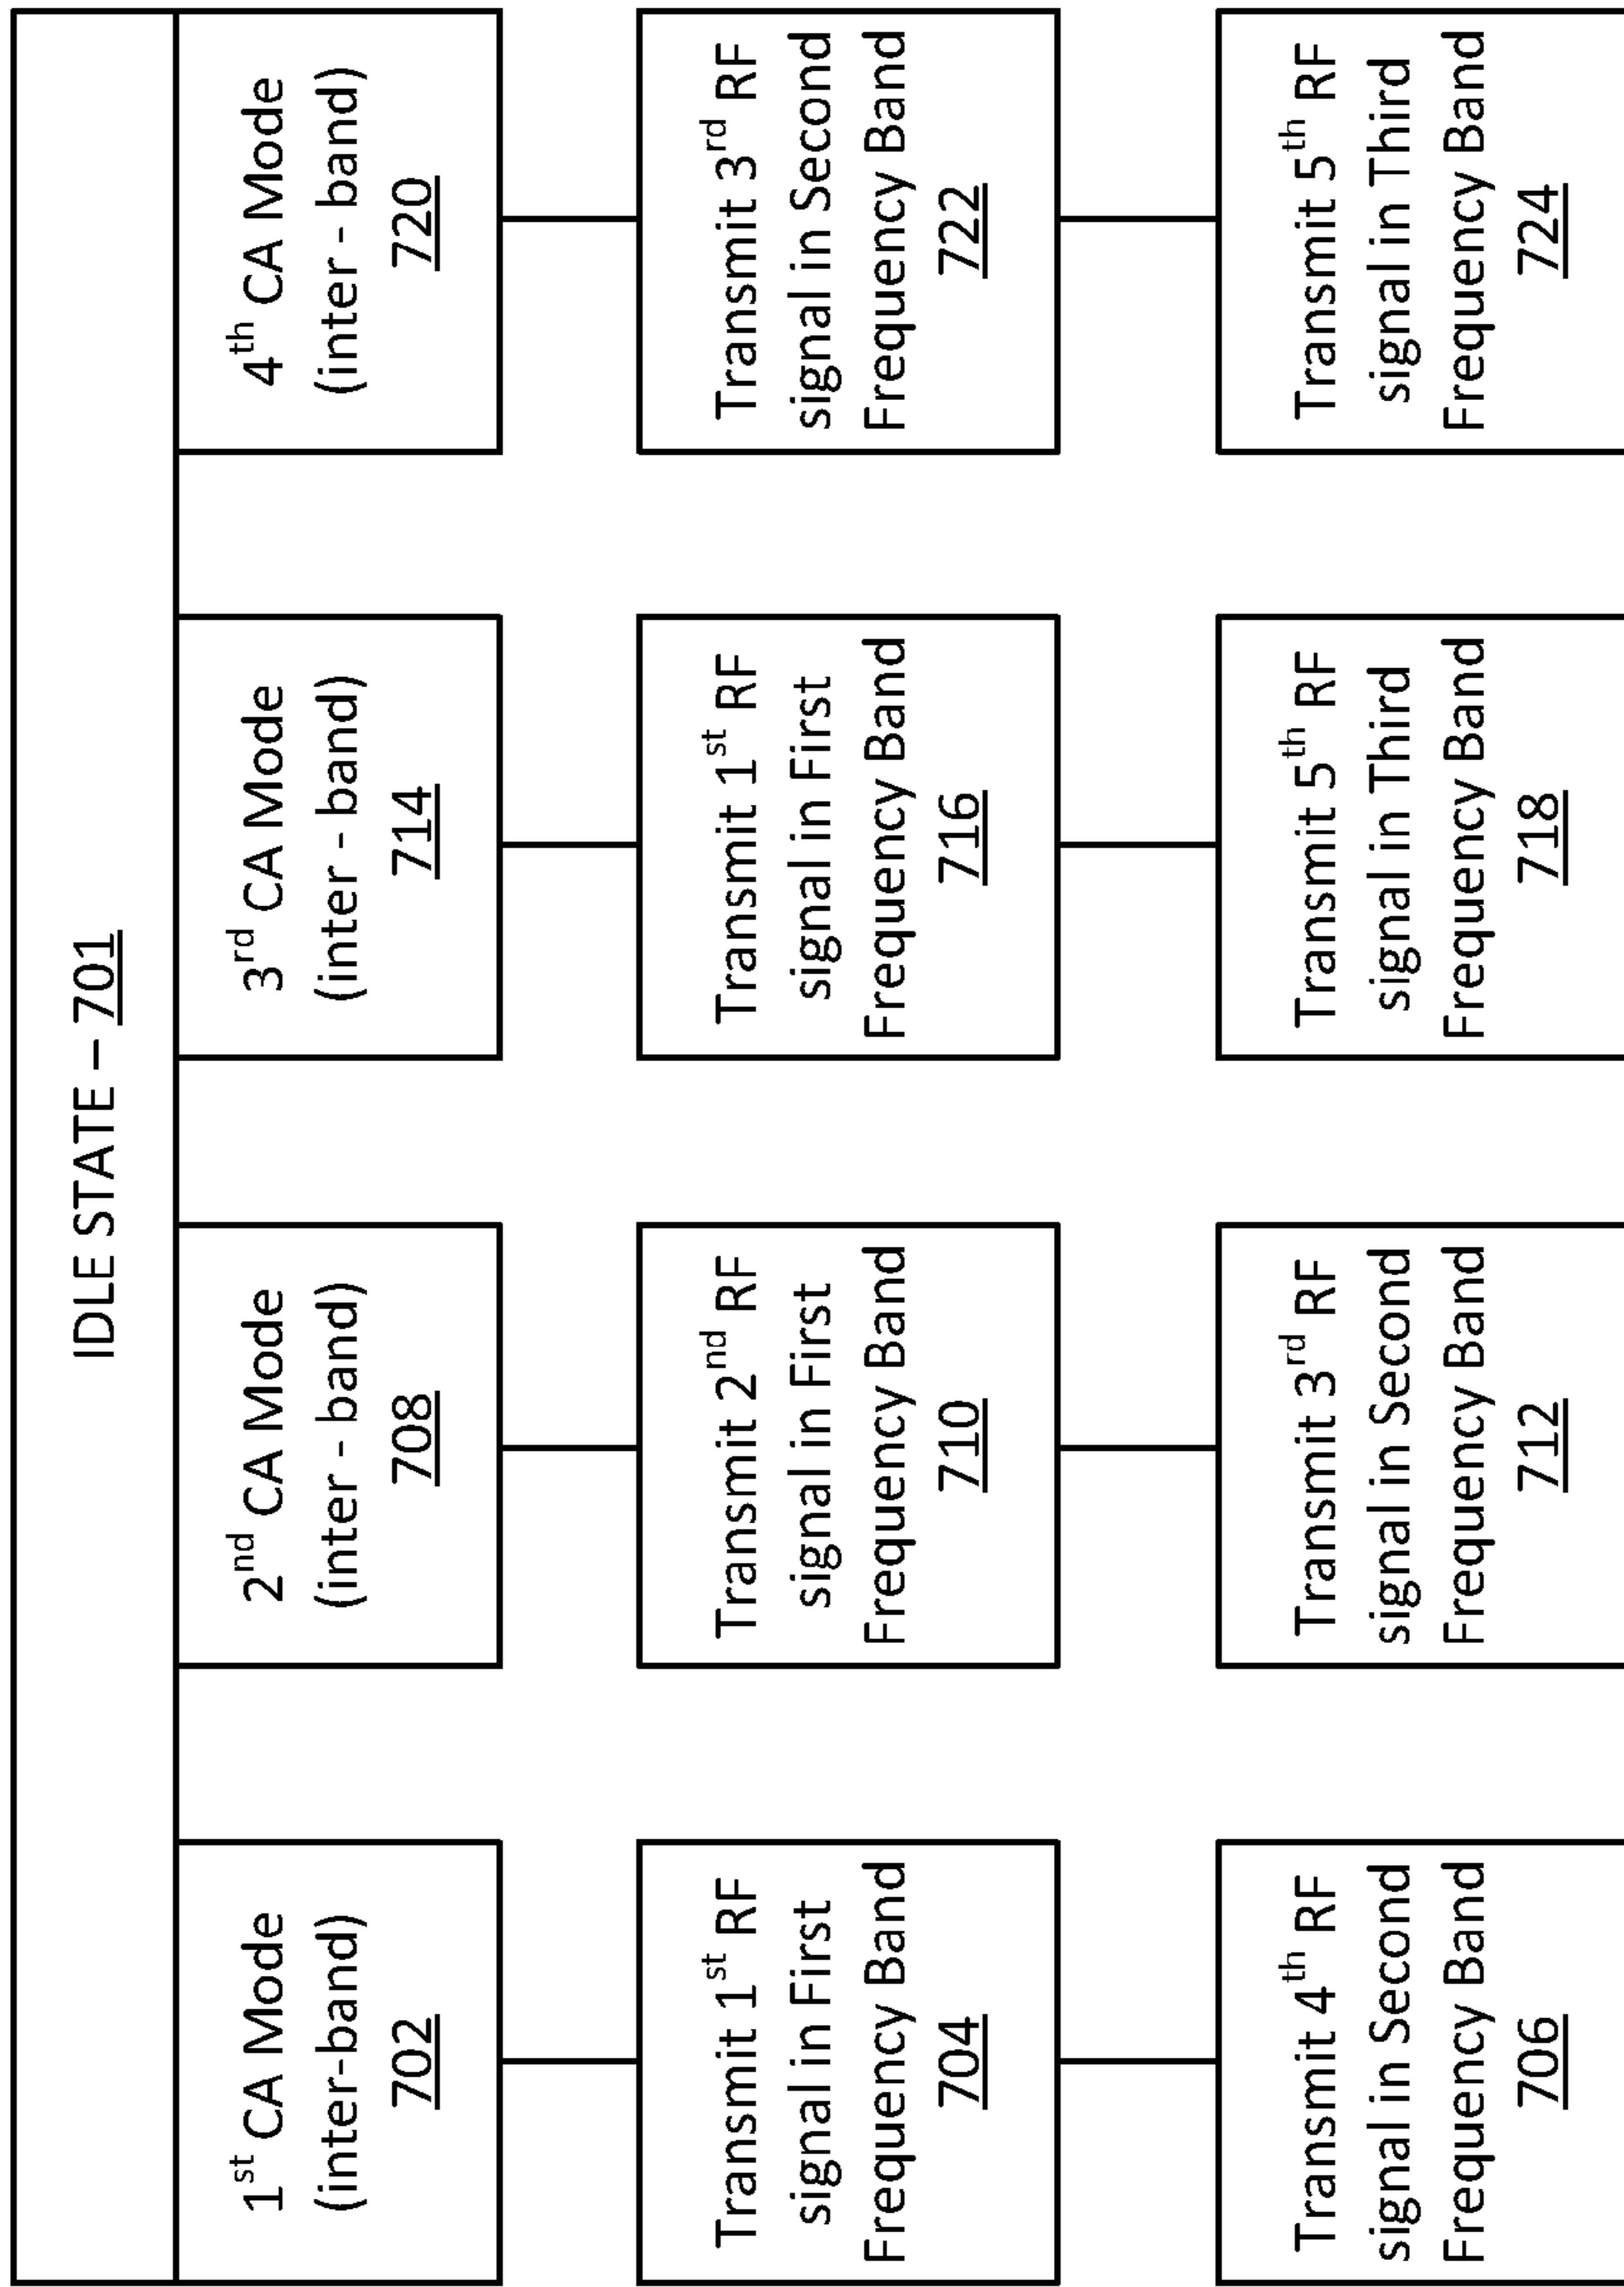 IDLE STATE – 701
1st CA Mode
(inter-band)
702
Transmit 1st RF
signal in First
Frequency Band
704
Transmit 4th RF
signal in Second
Frequency Band
706
2nd CA Mode
(inter - band)
708
Transmit 2nd RF
signal in First
Frequency Band
710
Transmit 3rd RF
signal in Second
Frequency Band
712
3rd CA Mode
(inter - band)
714
Transmit 1st RF
signal in First
Frequency Band
716
Transmit 5th RF
signal in Third
Frequency Band
718
4th CA Mode
(inter - band)
720
Transmit 3rd RF
signal in Second
Frequency Band
722
Transmit 5th RF
signal in Third
Frequency Band
724